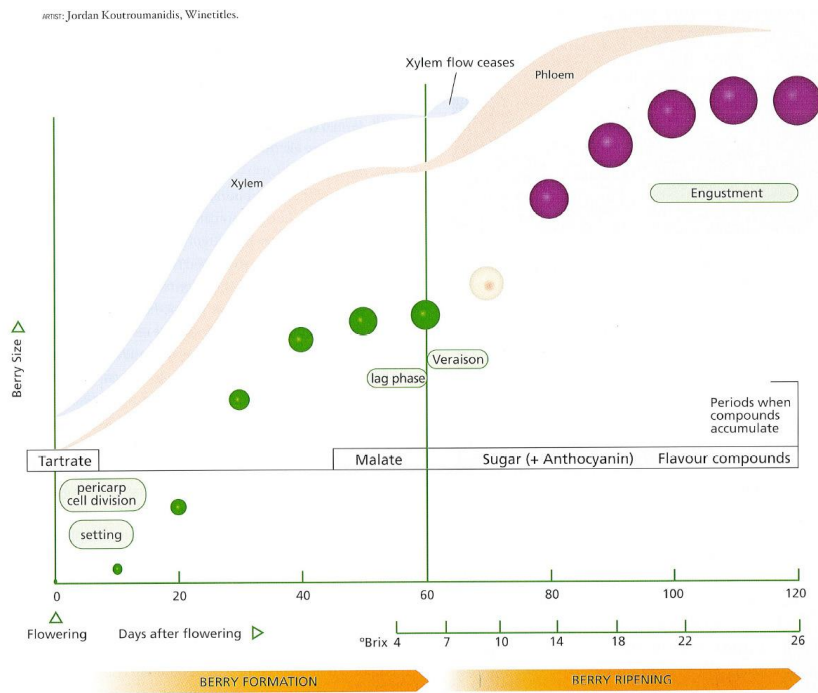 ARTIST: Jordan Koutroumanidis, Winetitles.
Xylem flow ceases
Phloem
Xylem
Engustment
Berry Size
Veraison
lag phase
Periods when
compounds
accumulate
Tartrate
Malate
Sugar (+ Anthocyanin)
Flavour compounds
pericarp
cell division
setting
0 20 40 60 80 100 120
Flowering
Days after flowering
°Brix 4 7 10 14 18 22 26
BERRY FORMATION
BERRY RIPENING